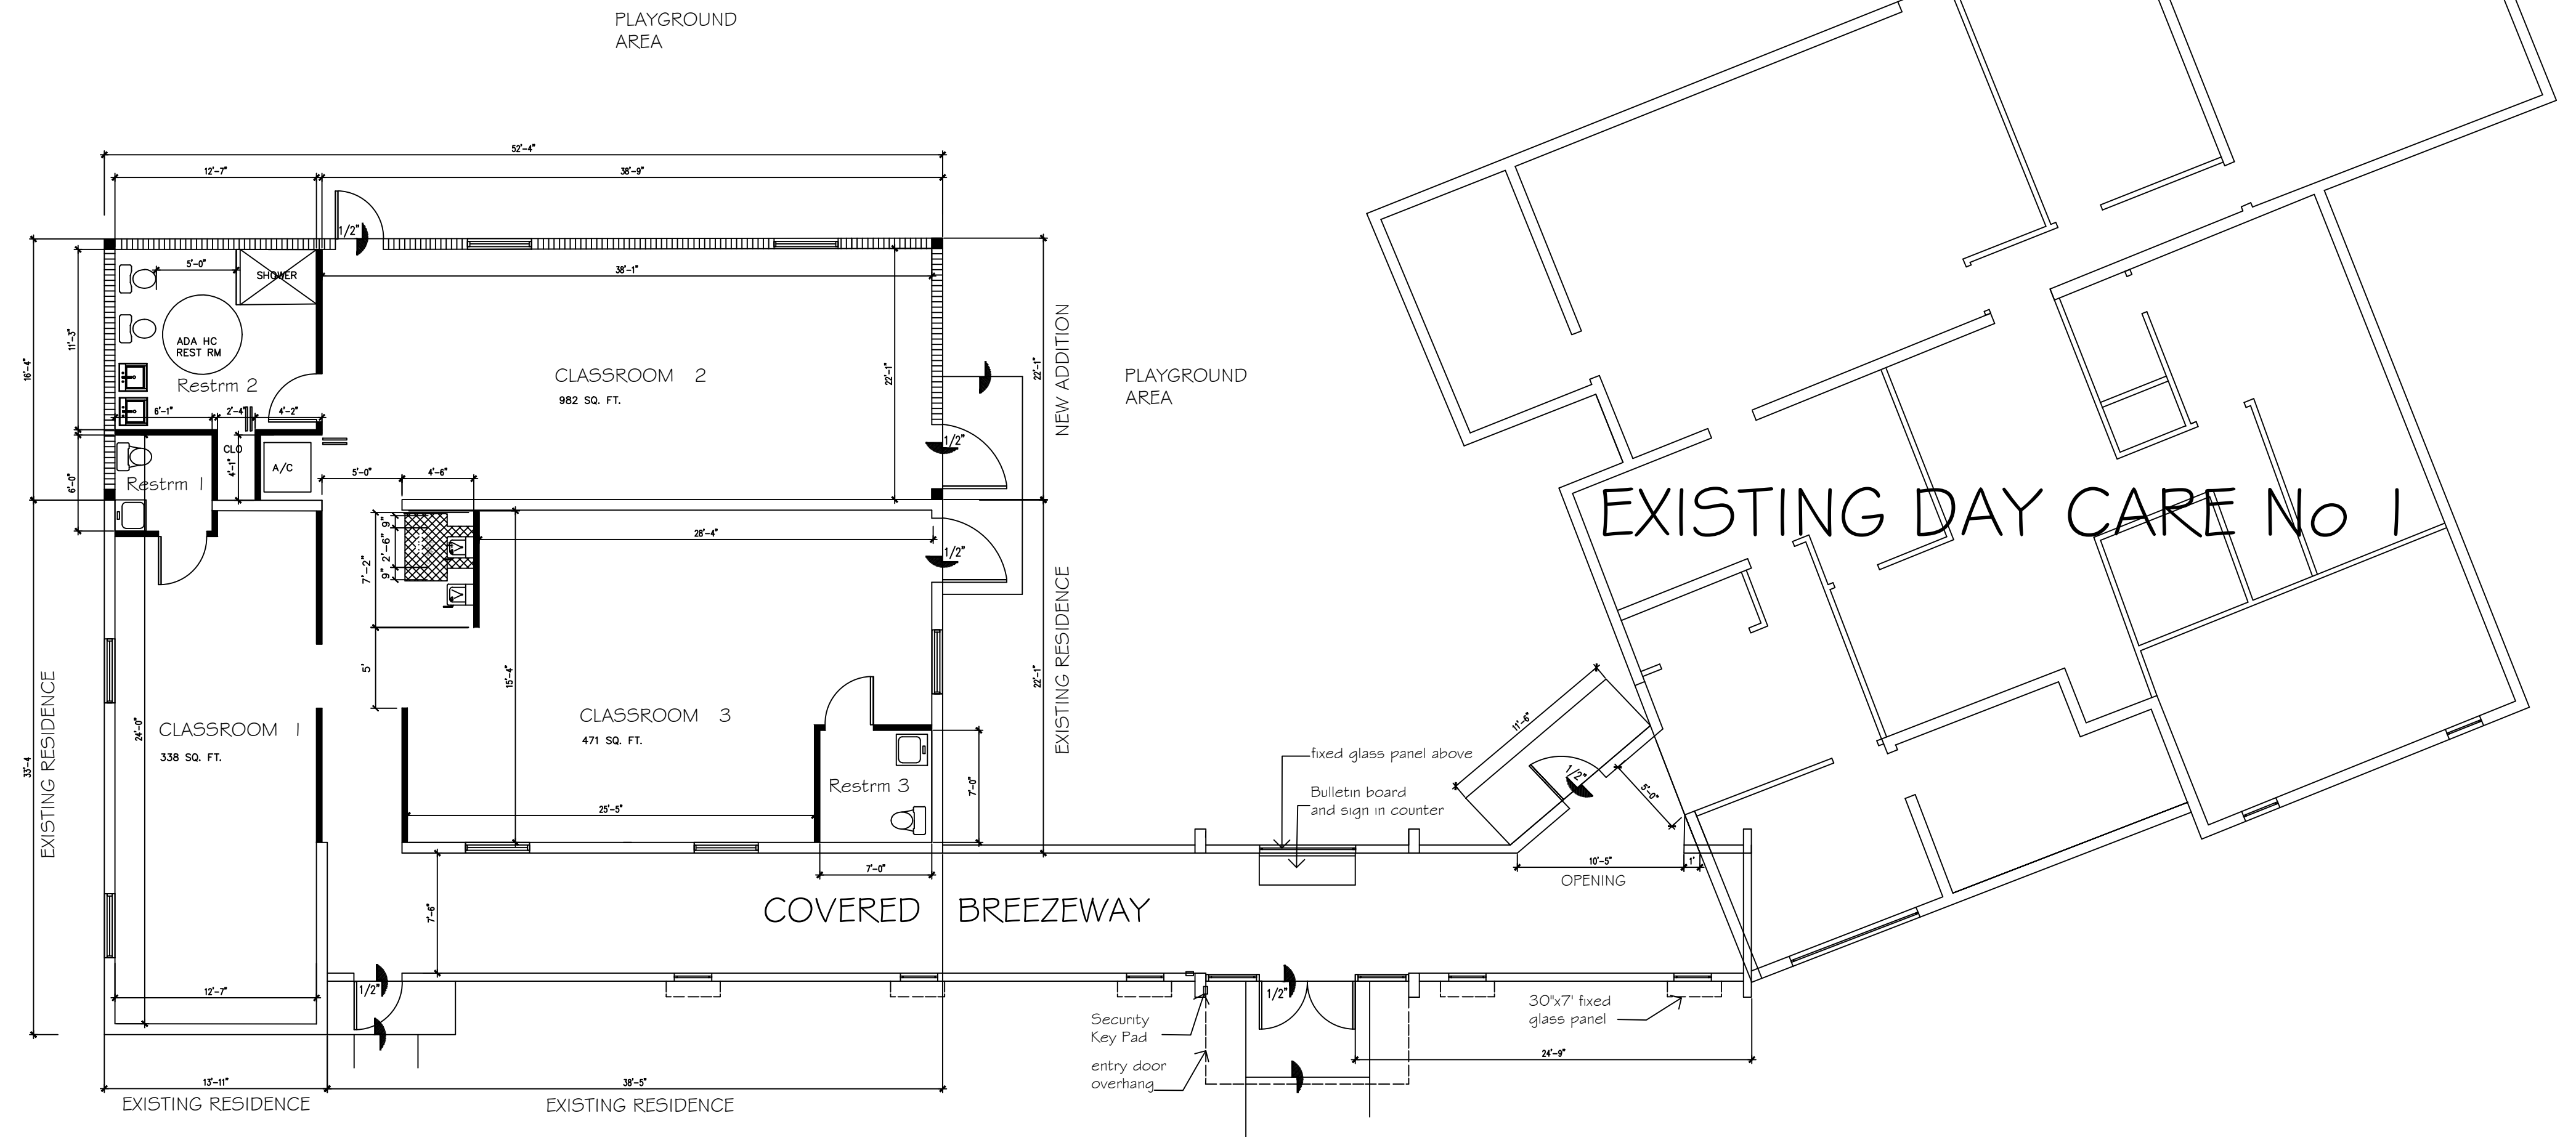 PLAYGROUND
AREA
52'-4"
12'-7"
38'-9"
1/2"
5'-0"
SHOWER
38'-1"
11'-3"
16'-4"
ADA HC
REST RM
Restrm 2
CLASSROOM 2
982 SQ. FT.
22'-1"
22'-1"
NEW ADDITION
PLAYGROUND
AREA
6'-1"
2'-4"
4'-2"
1/2"
CLO
4'-1"
A/C
6'-0"
Restrm 1
5'-0"
4'-6"
EXISTING DAY CARE No 1
9"
2'-6"
9"
7'-2"
28'-4"
1/2"
5'
15'-4"
22'-1"
EXISTING RESIDENCE
EXISTING RESIDENCE
33'-4
24'-0"
CLASSROOM 1
338 SQ. FT.
CLASSROOM 3
471 SQ. FT.
Restrm 3
7'-0"
25'-5"
7'-0"
11'-6"
1/2"
5'-0"
fixed glass panel above
Bulletin board
and sign in counter
10'-5"
1'
OPENING
7'-6"
COVERED BREEZEWAY
12'-7"
1/2"
1/2"
Security
Key Pad
entry door
overhang
30"x7' fixed
glass panel
24'-9"
13'-11"
38'-5"
EXISTING RESIDENCE
EXISTING RESIDENCE